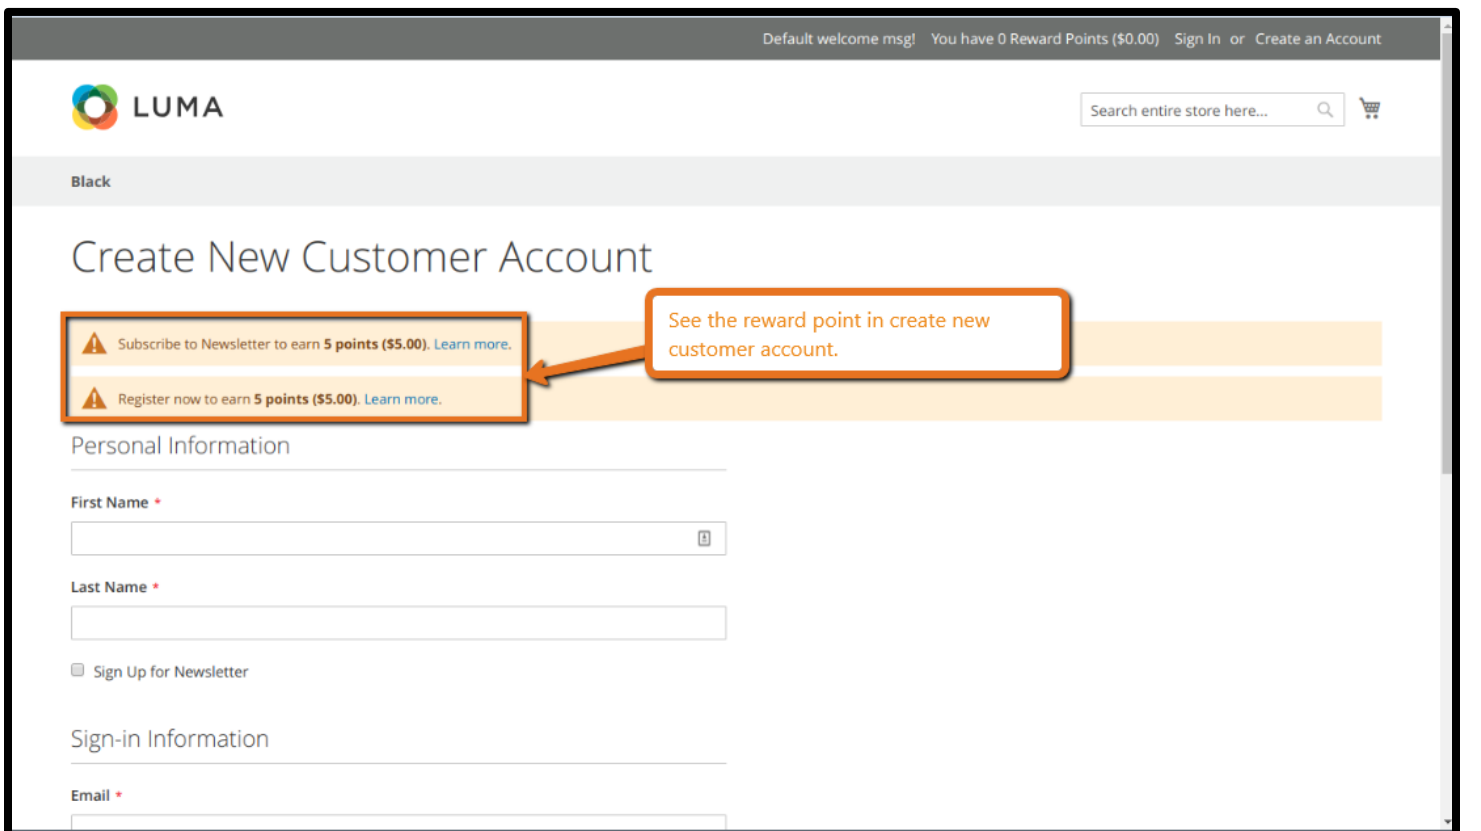 Default welcome msg! You have 0 Reward Points ($0.00) Sign In or Create an Account
LUMA
Search entire store here...
Black
Create New Customer Account
See the reward point in create new
customer account.
Subscribe to Newsletter to earn 5 points ($5.00). Learn more.
Register now to earn 5 points ($5.00). Learn more.
Personal Information
First Name *
Last Name *
Sign Up for Newsletter
Sign-in Information
Email *